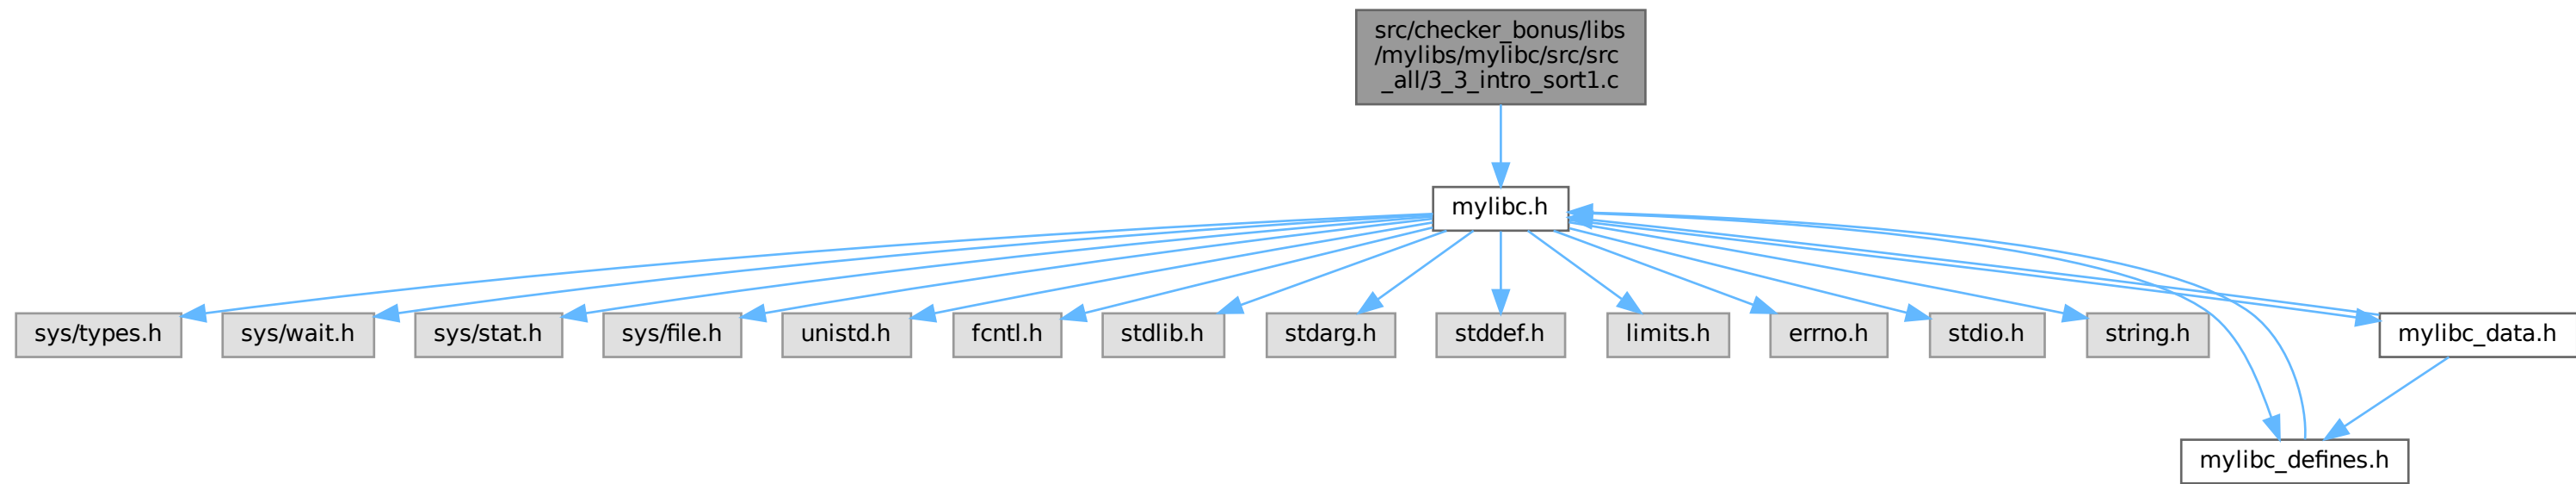 src/checker_bonus/libs
/mylibs/mylibc/src/src
_all/3_3_intro_sort1.c
mylibc.h
sys/types.h
sys/wait.h
sys/stat.h
sys/file.h
unistd.h
fcntl.h
stdlib.h
stdarg.h
stddef.h
limits.h
errno.h
stdio.h
string.h
mylibc_data.h
mylibc_defines.h